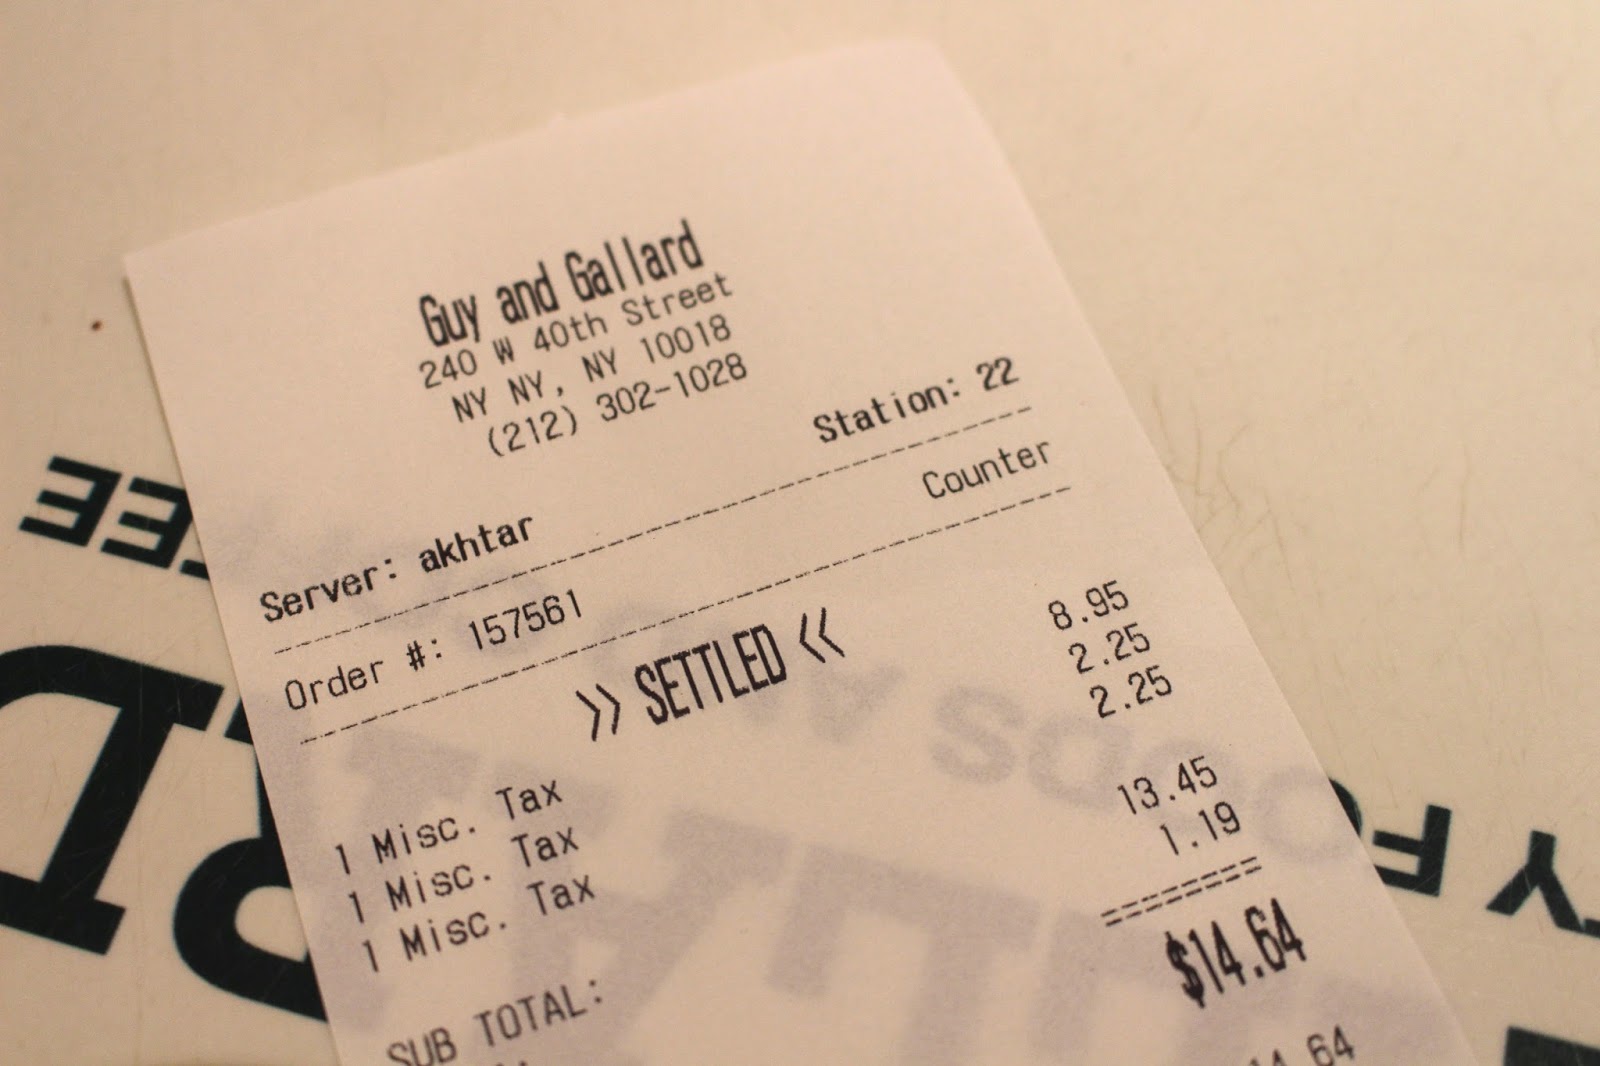 Guy and Gallard
240 W 40th Street
NY NY, NY 10018
(212) 302-1028
Server: akhtar Station: 22
Order #: 157561 Counter
>> SETTLED <<
1 Misc. Tax 8.95
1 Misc. Tax 2.25
1 Misc. Tax 2.25
SUB TOTAL: 13.45
1.19
$14.64
14.64